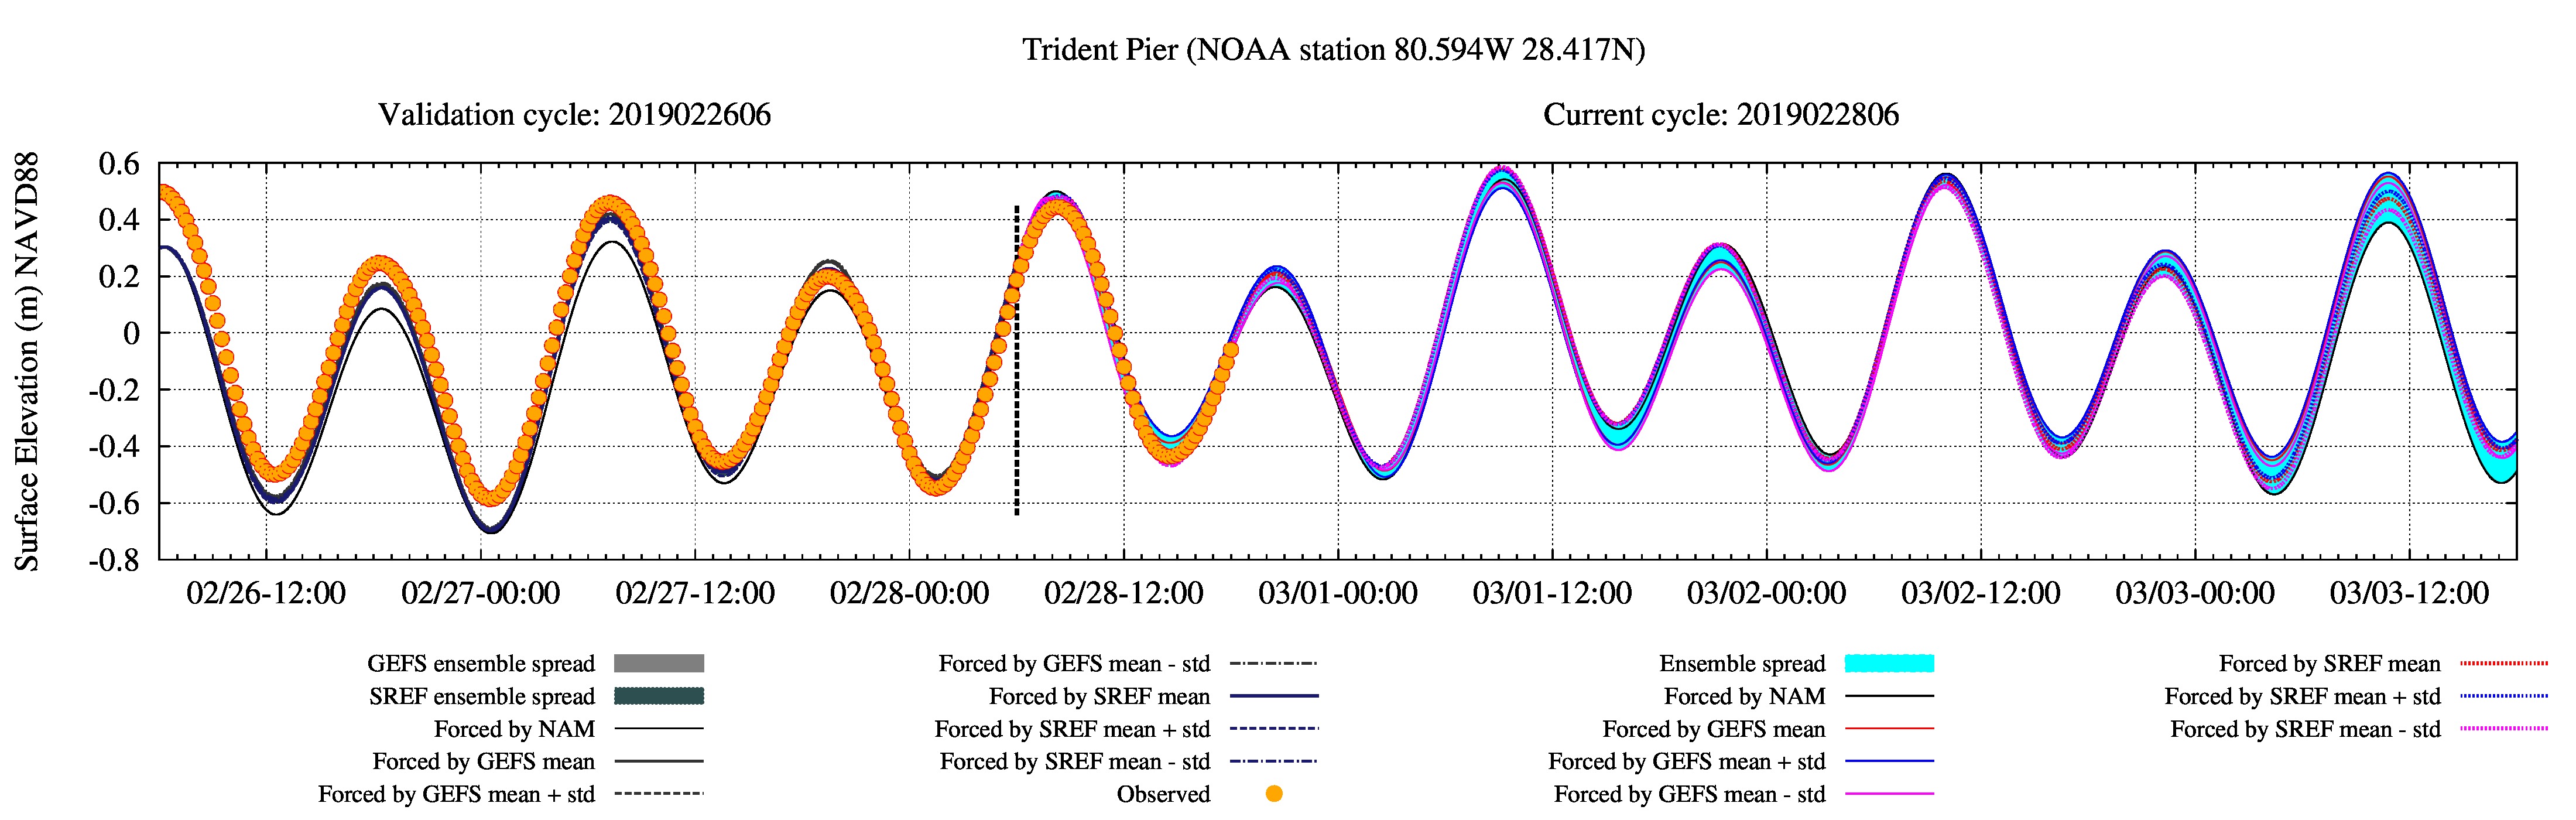 Trident Pier (NOAA station 80.594W 28.417N)
Validation cycle: 2019022606
Current cycle: 2019022806
Surface Elevation (m) NAVD88
0.6
0.4
0.2
0
-0.2
-0.4
-0.6
-0.8
02/26-12:00
02/27-00:00
02/27-12:00
02/28-00:00
02/28-12:00
03/01-00:00
03/01-12:00
03/02-00:00
03/02-12:00
03/03-00:00
03/03-12:00
GEFS ensemble spread
SREF ensemble spread
Forced by NAM
Forced by GEFS mean
Forced by GEFS mean + std
Forced by GEFS mean - std
Forced by SREF mean
Forced by SREF mean + std
Forced by SREF mean - std
Observed
Ensemble spread
Forced by NAM
Forced by GEFS mean
Forced by GEFS mean + std
Forced by GEFS mean - std
Forced by SREF mean
Forced by SREF mean + std
Forced by SREF mean - std